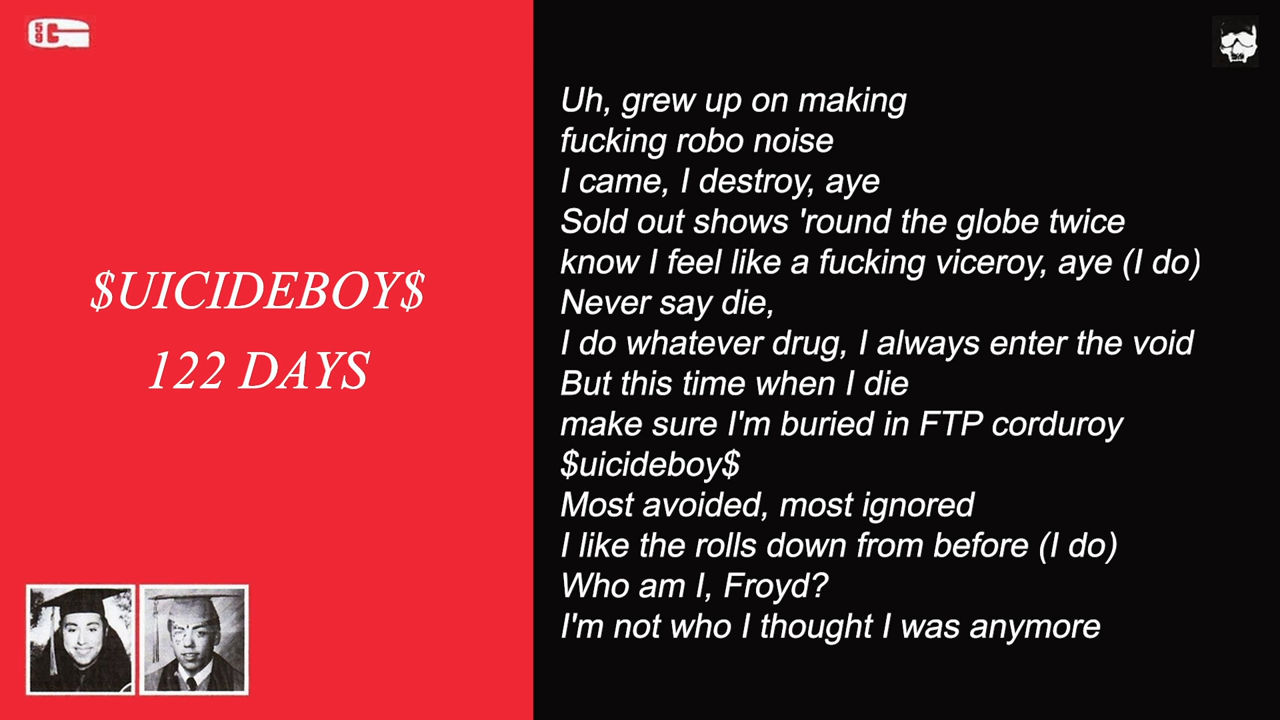 59
G
$UICIDEBOY$
122 DAYS
Uh, grew up on making
fucking robo noise
I came, I destroy, aye
Sold out shows 'round the globe twice
know I feel like a fucking viceroy, aye (I do)
Never say die,
I do whatever drug, I always enter the void
But this time when I die
make sure I'm buried in FTP corduroy
$uicideboy$
Most avoided, most ignored
I like the rolls down from before (I do)
Who am I, Froyd?
I'm not who I thought I was anymore